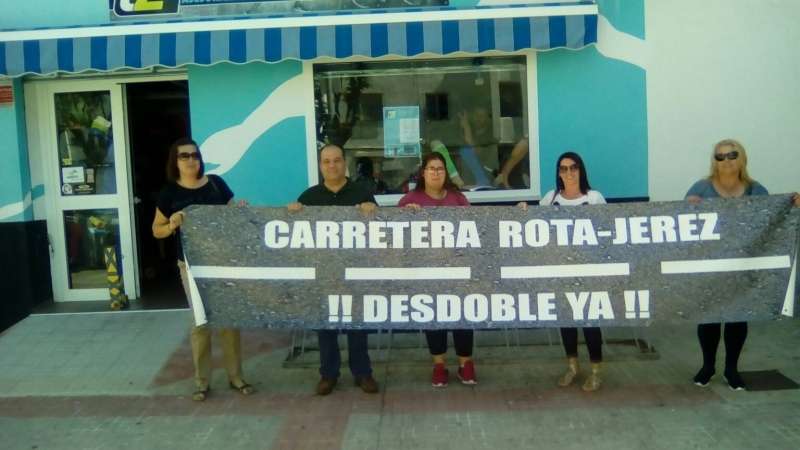 CARRETERA ROTA-JEREZ
!! DESDOBLE YA !!